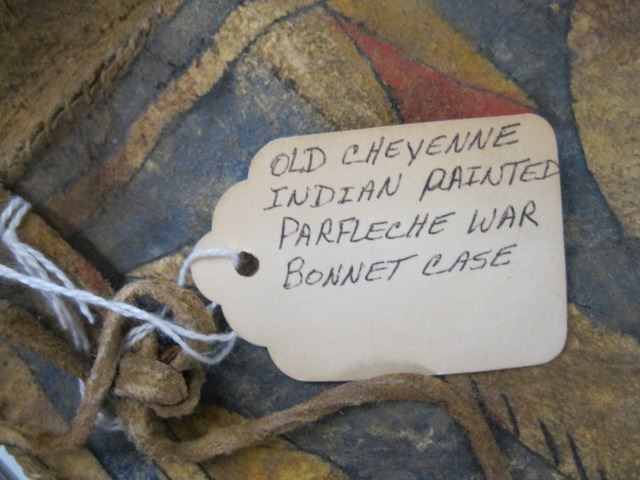 OLD CHEYENNE
INDIAN PAINTED
PARFLECHE WAR
BONNET CASE